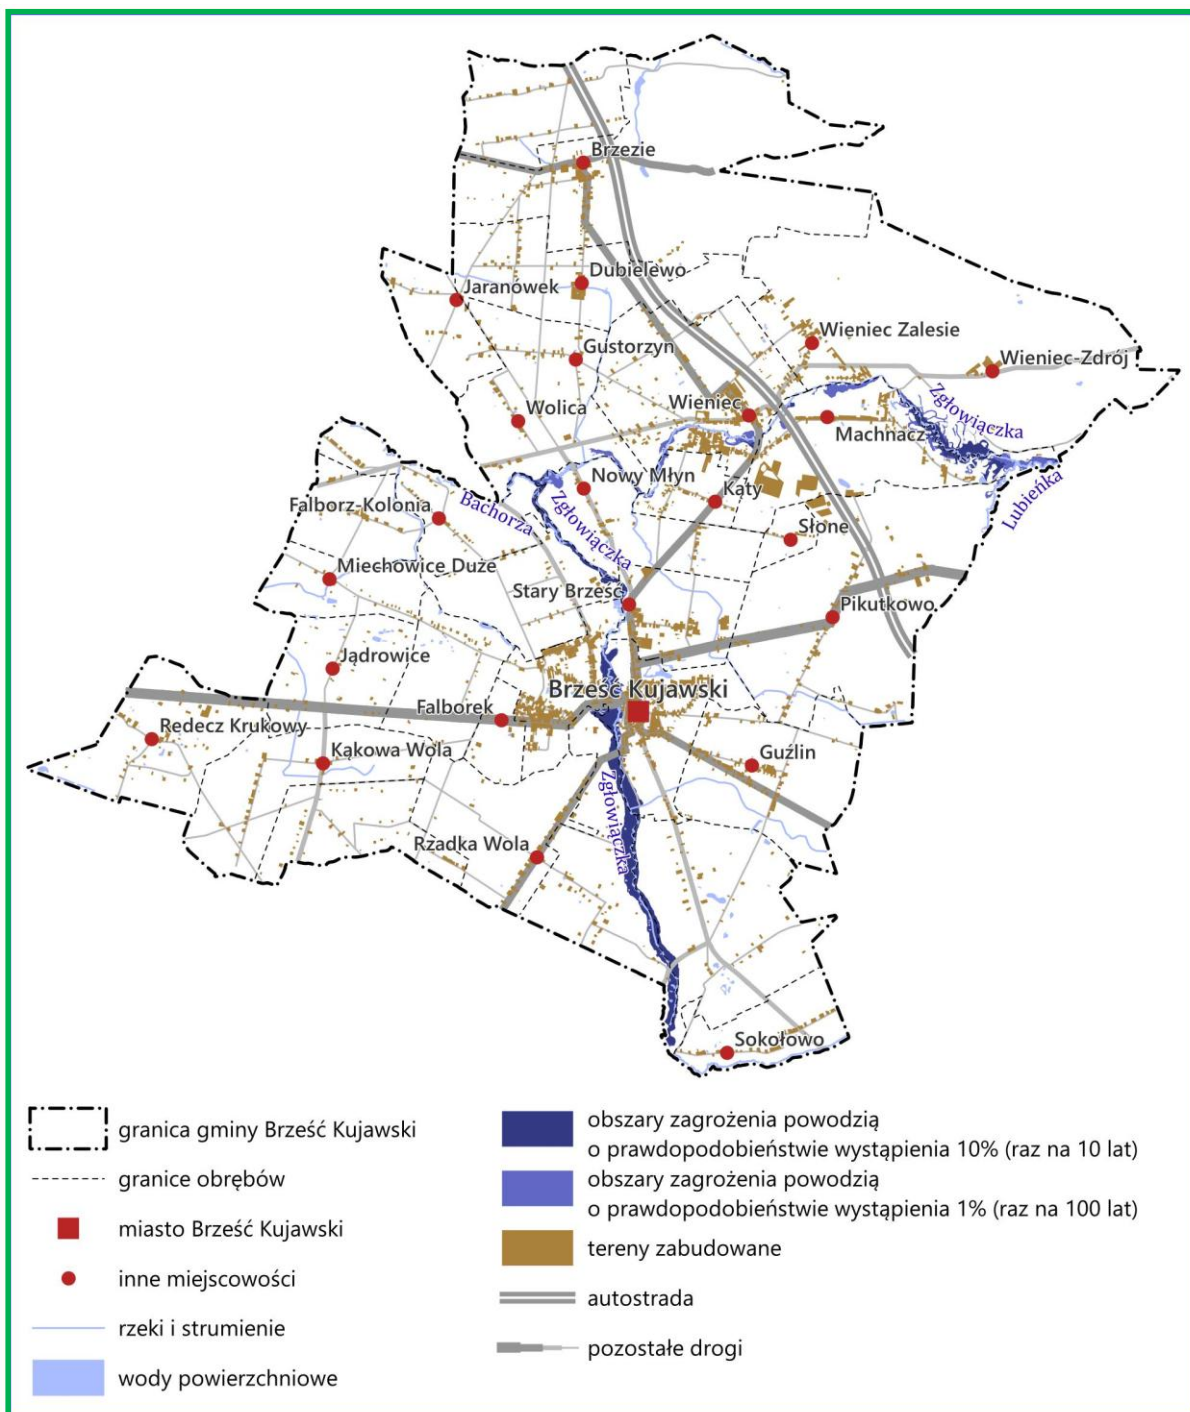 Brzezie
Dubielewo
Jaranówek
Wieniec Zalesie
Gustorzyn
Wieniec-Zdrój
Wieniec
Zgłowiączka
Wolica
Machnacz
Nowy Młyn
Kąty
Falborz-Kolonia
Bachorza
Zgłowiączka
Słone
Lubieńka
Miechowice Duże
Stary Brześć
Pikutkowo
Jądrowice
Brześć Kujawski
Falborek
Redecz Krukowy
Kąkowa Wola
Guźlin
Zgłowiączka
Rzadka Wola
Sokołowo
granica gminy Brześć Kujawski
granice obrębów
miasto Brześć Kujawski
inne miejscowości
rzeki i strumienie
wody powierzchniowe
obszary zagrożenia powodzią
o prawdopodobieństwie wystąpienia 10% (raz na 10 lat)
obszary zagrożenia powodzią
o prawdopodobieństwie wystąpienia 1% (raz na 100 lat)
tereny zabudowane
autostrada
pozostałe drogi